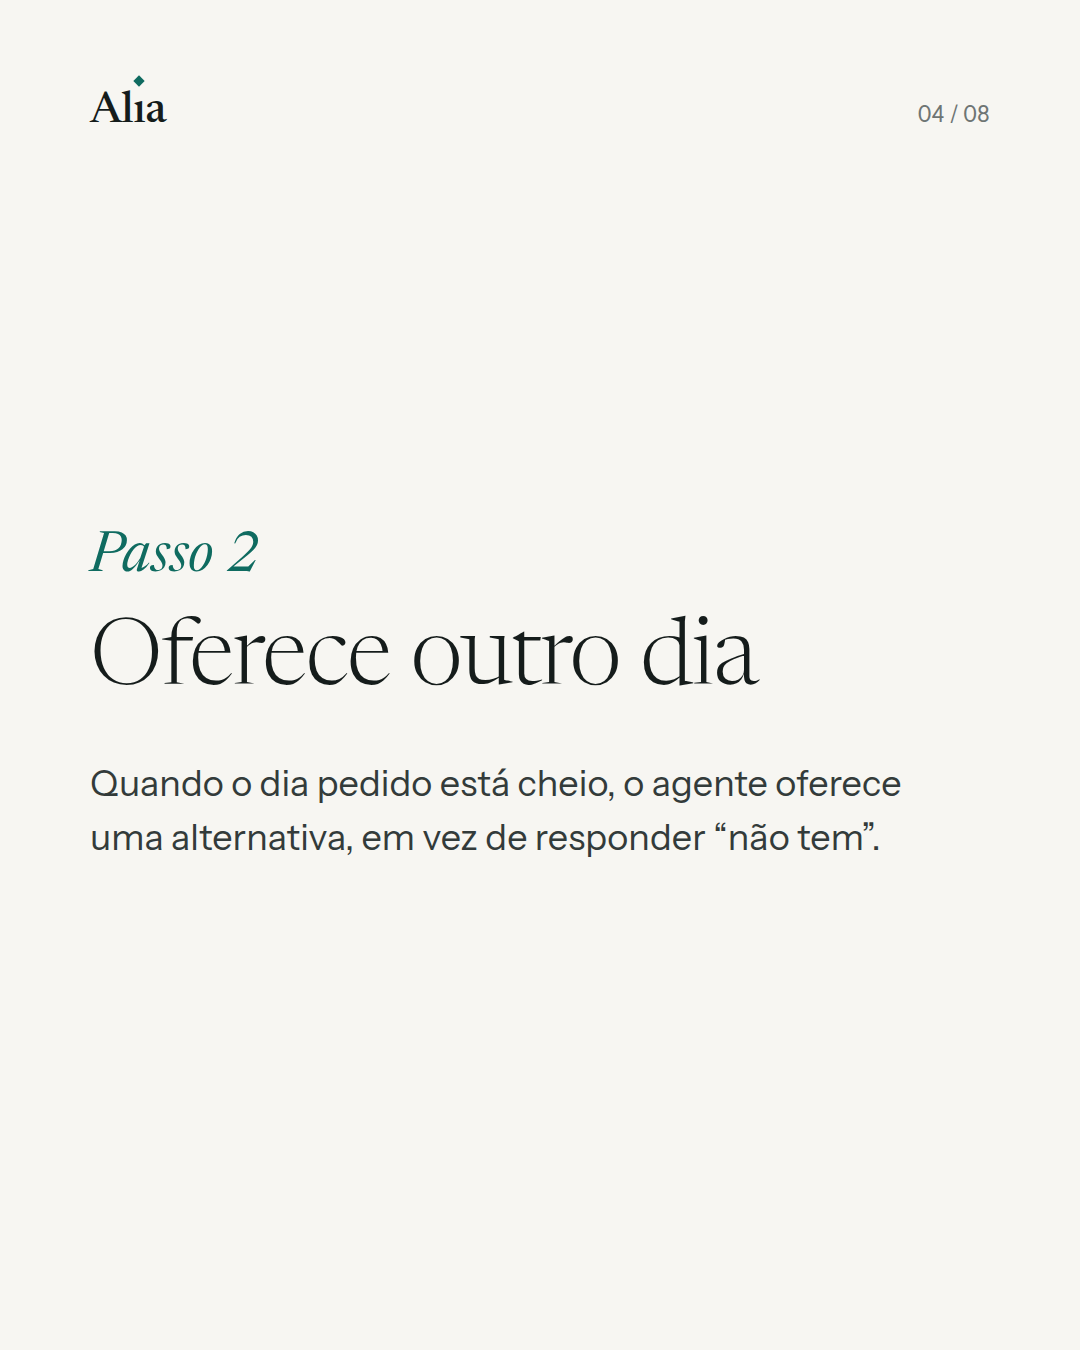 Alia
04 / 08
Passo 2
Oferece outro dia
Quando o dia pedido está cheio, o agente oferece
uma alternativa, em vez de responder “não tem”.